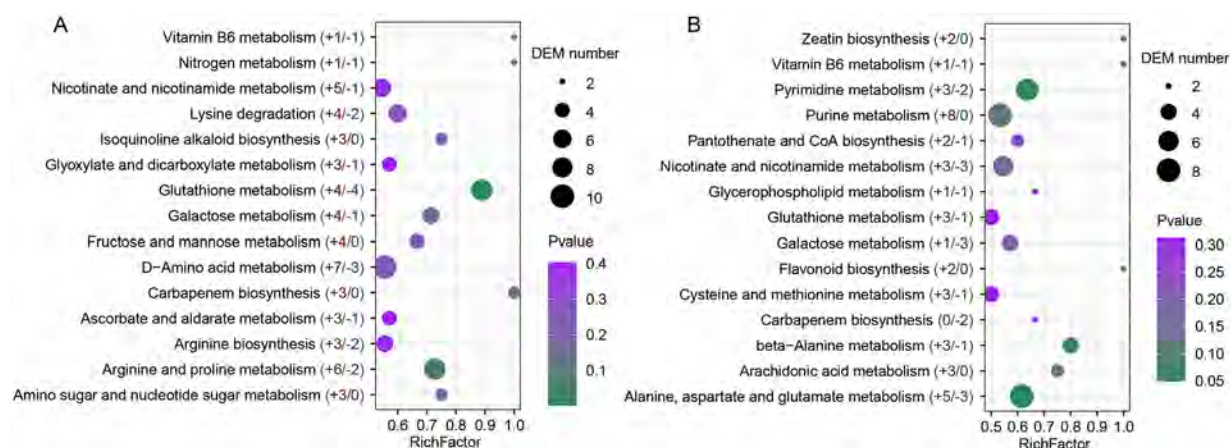 A
Vitamin B6 metabolism (+1/-1)
Nitrogen metabolism (+1/-1)
Nicotinate and nicotinamide metabolism (+5/-1)
Lysine degradation (+4/-2)
Isoquinoline alkaloid biosynthesis (+3/0)
Glyoxylate and dicarboxylate metabolism (+3/-1)
Glutathione metabolism (+4/-4)
Galactose metabolism (+4/-1)
Fructose and mannose metabolism (+4/0)
D-Amino acid metabolism (+7/-3)
Carbapenem biosynthesis (+3/0)
Ascorbate and aldarate metabolism (+3/-1)
Arginine biosynthesis (+3/-2)
Arginine and proline metabolism (+6/-2)
Amino sugar and nucleotide sugar metabolism (+3/0)
0.6 0.7 0.8 0.9 1.0
RichFactor
DEM number
2
4
6
8
10
Pvalue
0.4
0.3
0.2
0.1
B
Zeatin biosynthesis (+2/0)
Vitamin B6 metabolism (+1/-1)
Pyrimidine metabolism (+3/-2)
Purine metabolism (+8/0)
Pantothenate and CoA biosynthesis (+2/-1)
Nicotinate and nicotinamide metabolism (+3/-3)
Glycerophospholipid metabolism (+1/-1)
Glutathione metabolism (+3/-1)
Galactose metabolism (+1/-3)
Flavonoid biosynthesis (+2/0)
Cysteine and methionine metabolism (+3/-1)
Carbapenem biosynthesis (0/-2)
beta-Alanine metabolism (+3/-1)
Arachidonic acid metabolism (+3/0)
Alanine, aspartate and glutamate metabolism (+5/-3)
0.5 0.6 0.7 0.8 0.9 1.0
RichFactor
DEM number
2
4
6
8
Pvalue
0.30
0.25
0.20
0.15
0.10
0.05